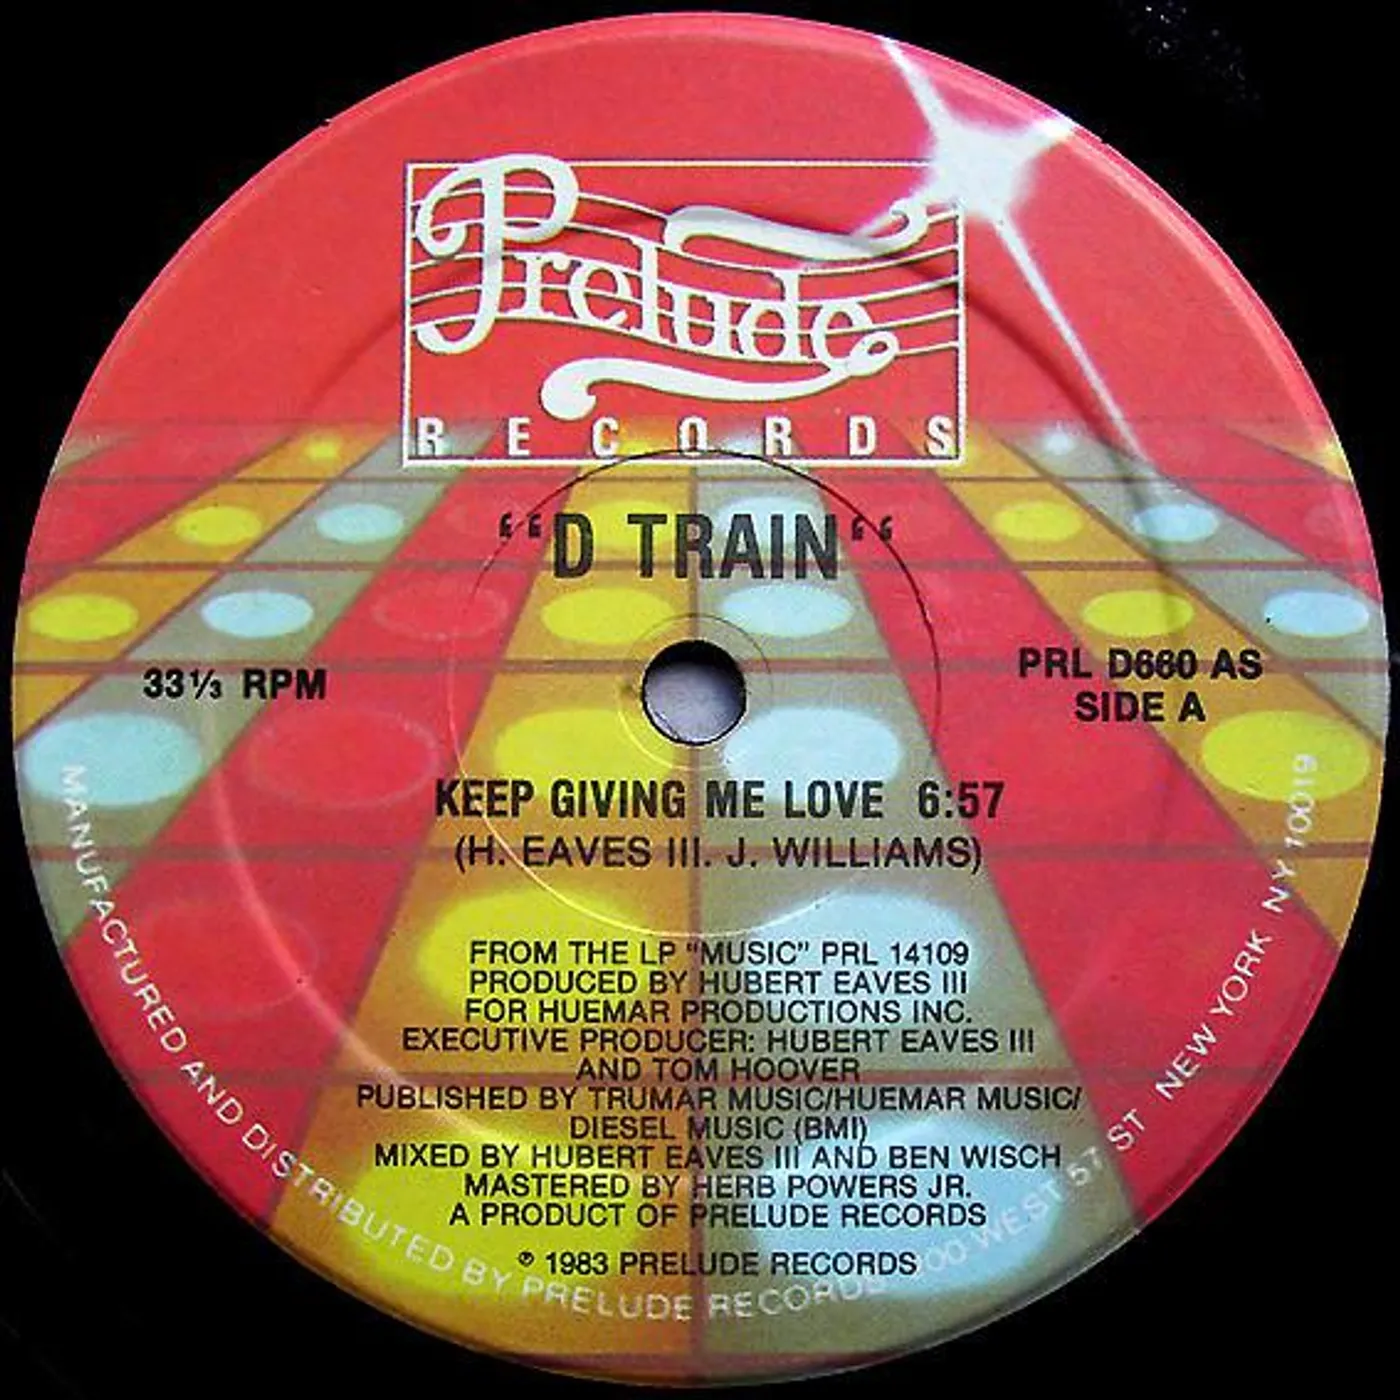 Prelude
RECORDS
““D TRAIN““
33⅓ RPM
PRL D660 AS
SIDE A
KEEP GIVING ME LOVE 6:57
(H. EAVES III. J. WILLIAMS)
FROM THE LP "MUSIC" PRL 14109
PRODUCED BY HUBERT EAVES III
FOR HUEMAR PRODUCTIONS INC.
EXECUTIVE PRODUCER: HUBERT EAVES III
AND TOM HOOVER
PUBLISHED BY TRUMAR MUSIC/HUEMAR MUSIC/
DIESEL MUSIC (BMI)
MIXED BY HUBERT EAVES III AND BEN WISCH
MASTERED BY HERB POWERS JR.
A PRODUCT OF PRELUDE RECORDS
℗ 1983 PRELUDE RECORDS
MANUFACTURED AND DISTRIBUTED BY PRELUDE RECORDS WEST 57 ST NEW YORK NY 10019